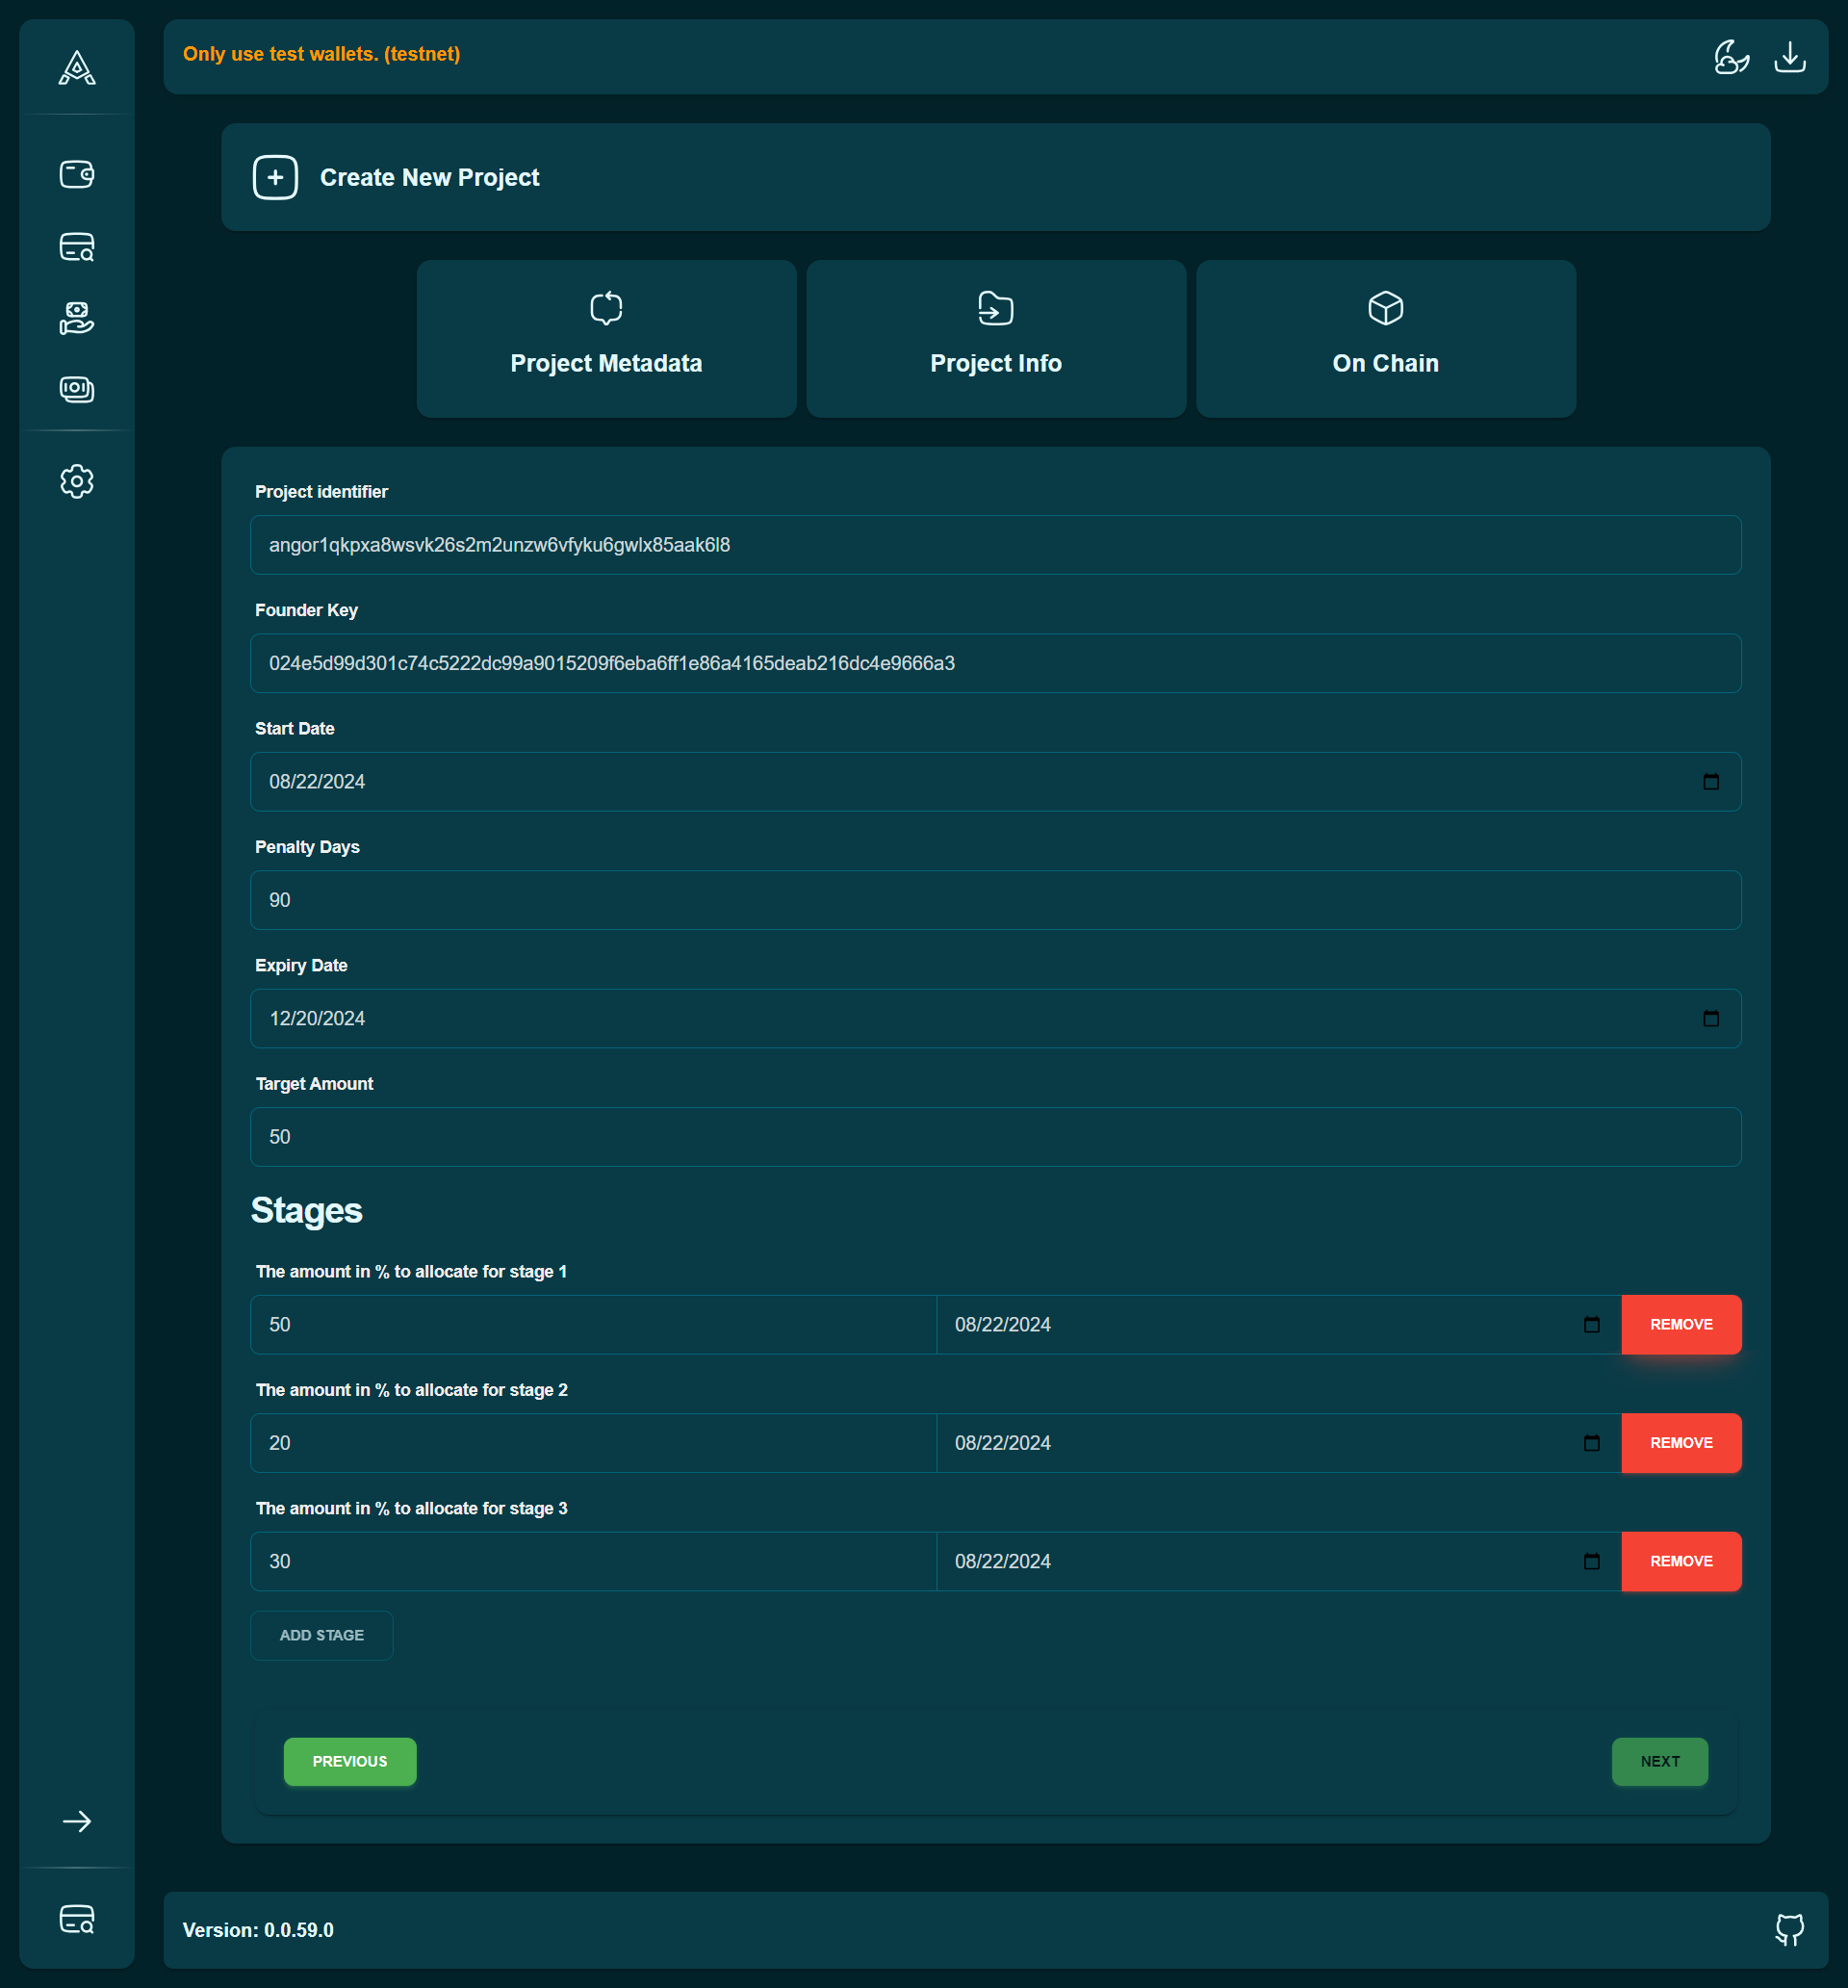 Only use test wallets. (testnet)
Create New Project
Project Metadata
Project Info
On Chain
Project identifier
angor1qkpxa8wsvk26s2m2unzw6vfyku6gwlx85aak6l8
Founder Key
024e5d99d301c74c5222dc99a9015209f6eba6ff1e86a4165deab216dc4e9666a3
Start Date
08/22/2024
Penalty Days
90
Expiry Date
12/20/2024
Target Amount
50
Stages
The amount in % to allocate for stage 1
50 08/22/2024 REMOVE
The amount in % to allocate for stage 2
20 08/22/2024 REMOVE
The amount in % to allocate for stage 3
30 08/22/2024 REMOVE
ADD STAGE
PREVIOUS NEXT
Version: 0.0.59.0